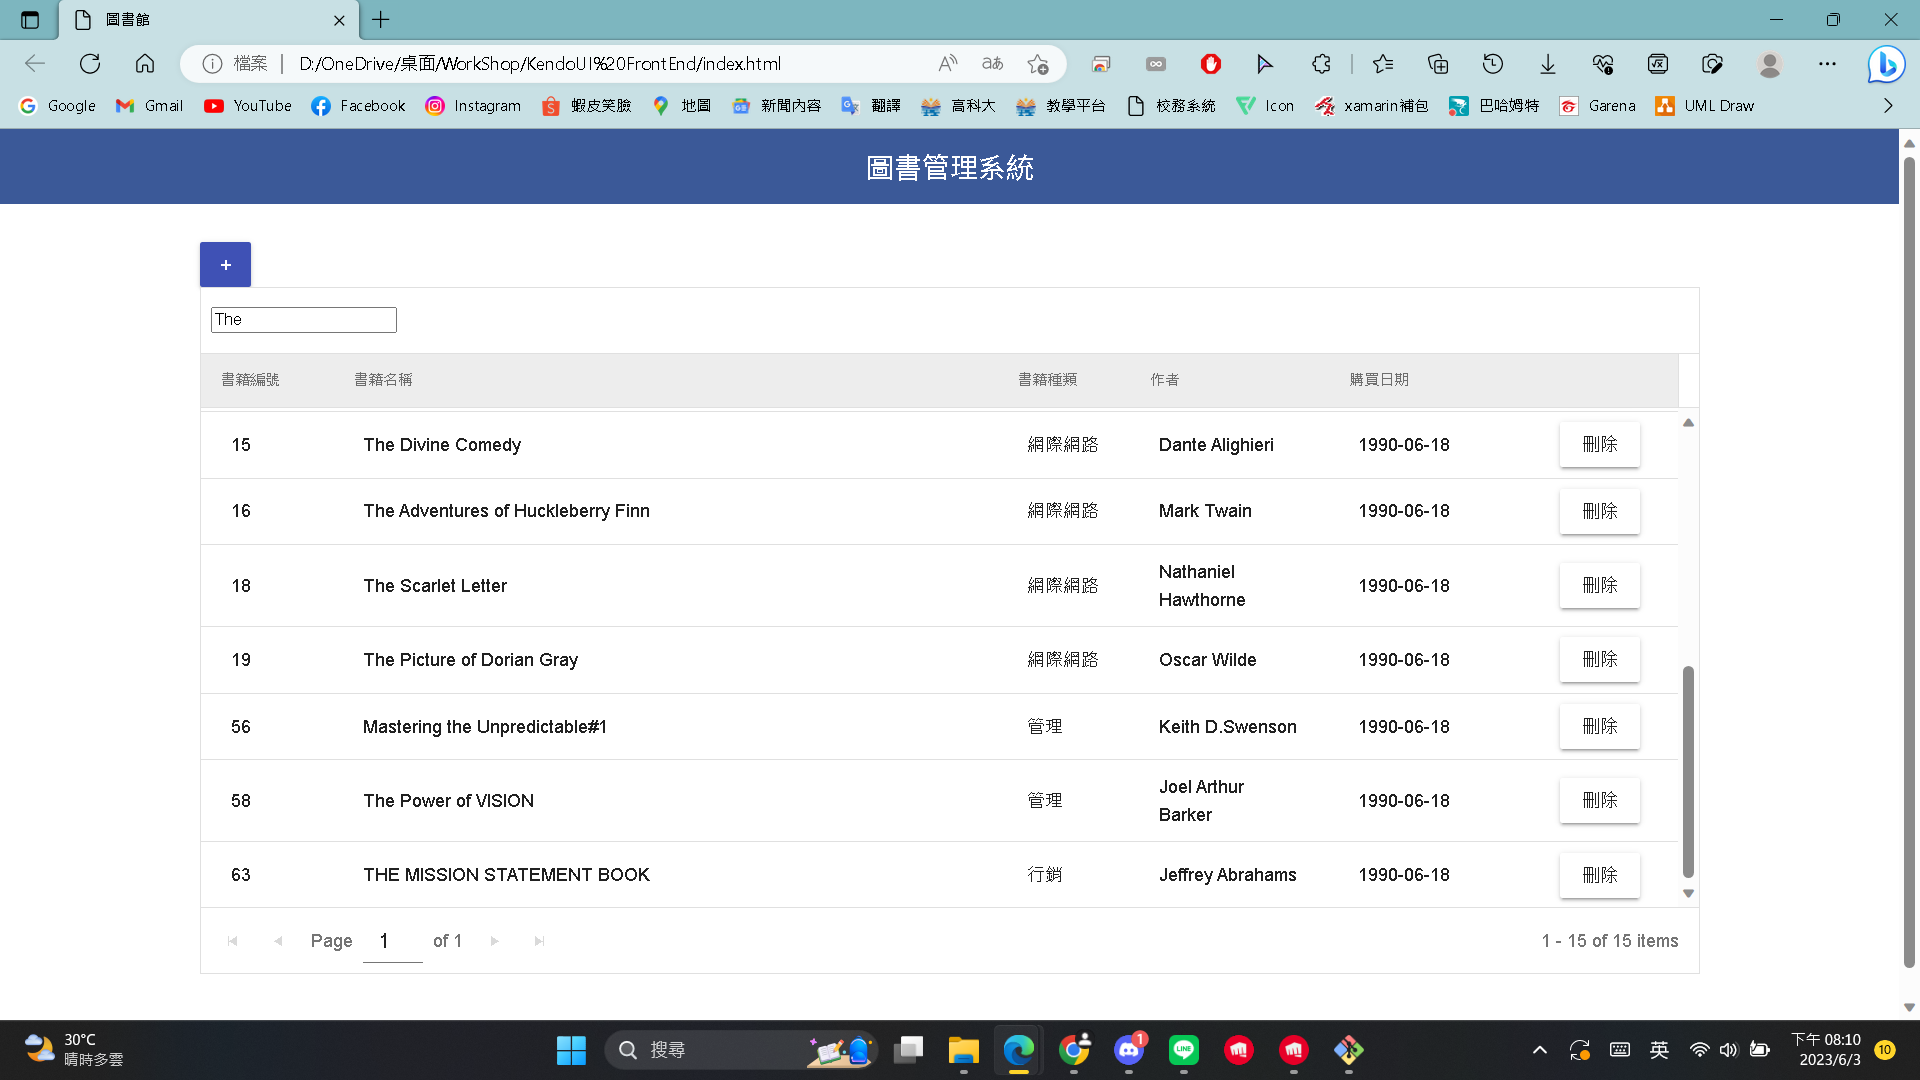 圖書館
檔案 D:/OneDrive/桌面/WorkShop/KendoUI%20FrontEnd/index.html
Google Gmail YouTube Facebook Instagram 蝦皮笑臉 地圖 新聞內容 翻譯 高科大 教學平台 校務系統 Icon xamarin補包 巴哈姆特 Garena UML Draw
圖書管理系統
+
The
書籍編號 書籍名稱 書籍種類 作者 購買日期
15 The Divine Comedy 網際網路 Dante Alighieri 1990-06-18 刪除
16 The Adventures of Huckleberry Finn 網際網路 Mark Twain 1990-06-18 刪除
18 The Scarlet Letter 網際網路 Nathaniel Hawthorne 1990-06-18 刪除
19 The Picture of Dorian Gray 網際網路 Oscar Wilde 1990-06-18 刪除
56 Mastering the Unpredictable#1 管理 Keith D.Swenson 1990-06-18 刪除
58 The Power of VISION 管理 Joel Arthur Barker 1990-06-18 刪除
63 THE MISSION STATEMENT BOOK 行銷 Jeffrey Abrahams 1990-06-18 刪除
Page 1 of 1 1 - 15 of 15 items
30°C
晴時多雲
搜尋
1
LINE
英
下午 08:10
2023/6/3
10